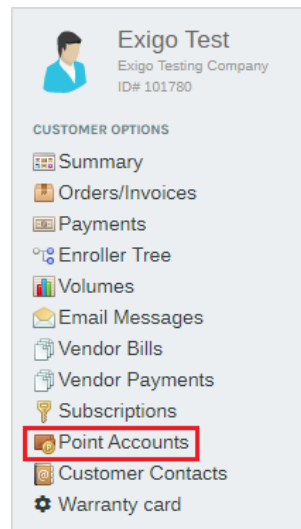 Exigo Test
Exigo Testing Company
ID# 101780
CUSTOMER OPTIONS
Summary
Orders/Invoices
Payments
Enroller Tree
Volumes
Email Messages
Vendor Bills
Vendor Payments
Subscriptions
Point Accounts
Customer Contacts
Warranty card